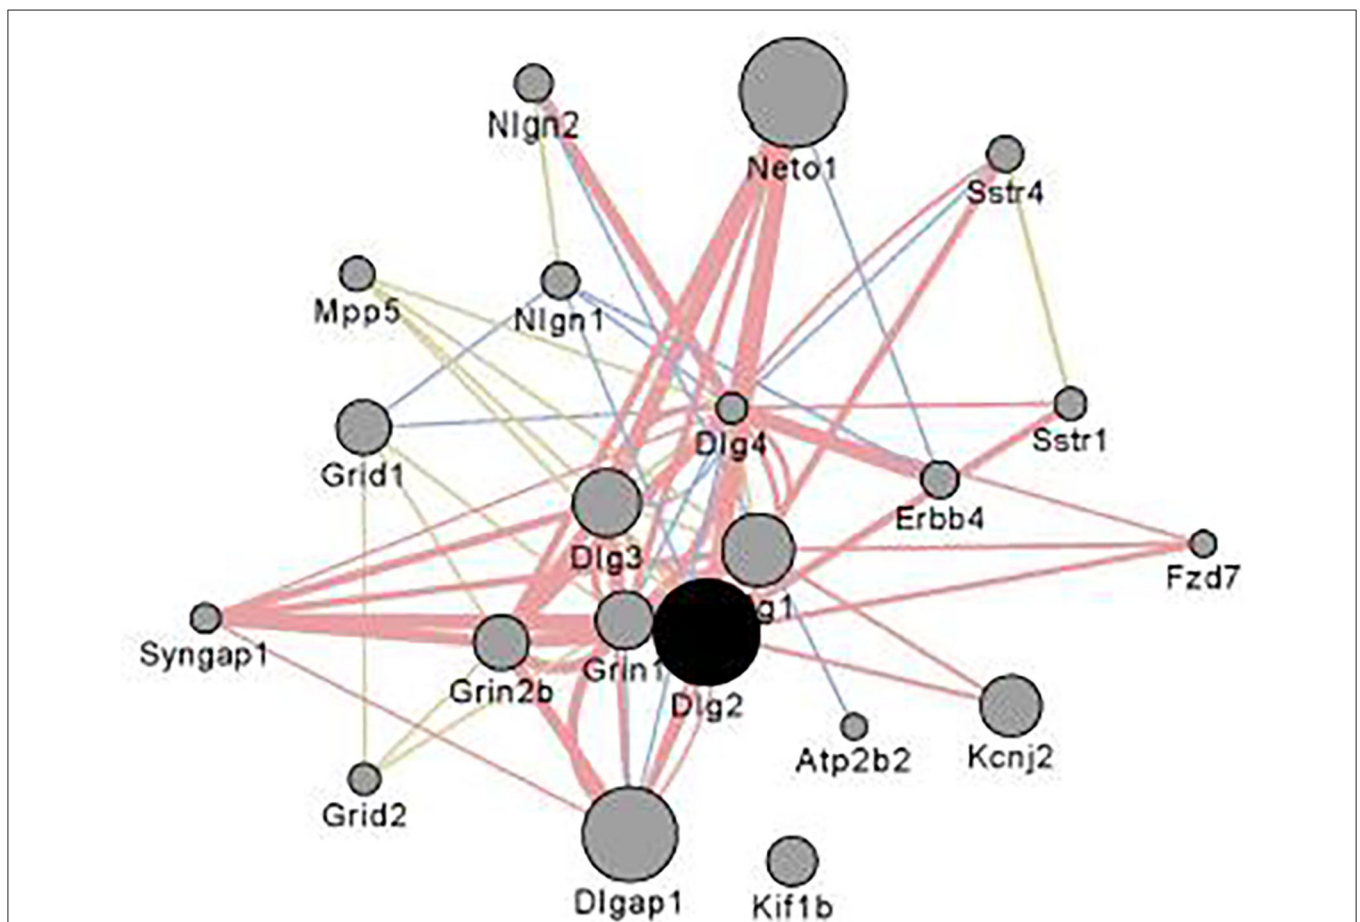 Nlgn2
Neto1
Sstr4
Mpp5
Nlgn1
Dlg4
Sstr1
Grid1
Erbb4
Dlg3
Fzd7
g1
Syngap1
Grin1
Grin2b
Dlg2
Atp2b2
Kcnj2
Grid2
Dlgap1
Kif1b